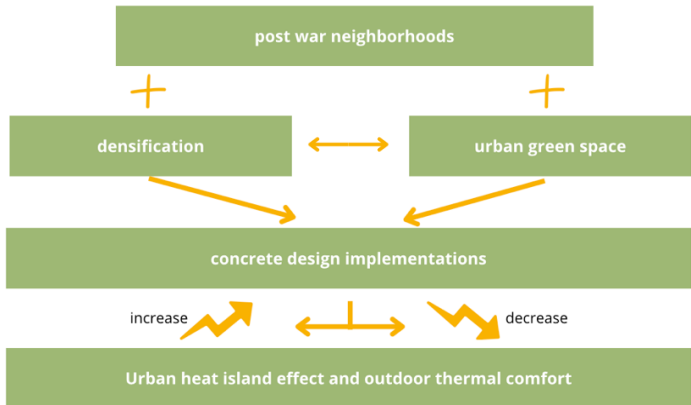 post war neighborhoods
densification
urban green space
concrete design implementations
increase
decrease
Urban heat island effect and outdoor thermal comfort